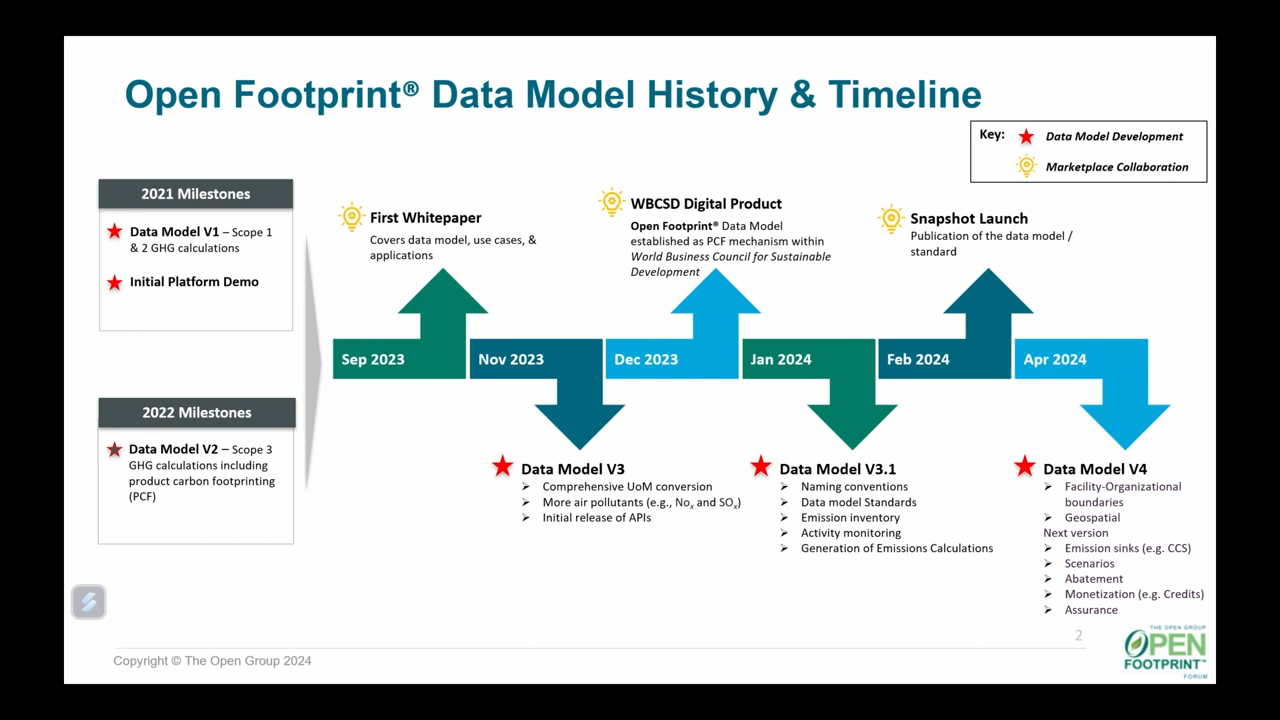 Open Footprint® Data Model History & Timeline
Key:
Data Model Development
Marketplace Collaboration
2021 Milestones
Data Model V1 – Scope 1
& 2 GHG calculations
Initial Platform Demo
2022 Milestones
Data Model V2 – Scope 3
GHG calculations including
product carbon footprinting
(PCF)
First Whitepaper
Covers data model, use cases, &
applications
WBCSD Digital Product
Open Footprint® Data Model
established as PCF mechanism within
World Business Council for Sustainable
Development
Snapshot Launch
Publication of the data model /
standard
Sep 2023
Nov 2023
Dec 2023
Jan 2024
Feb 2024
Apr 2024
Data Model V3
Comprehensive UoM conversion
More air pollutants (e.g., Noₓ and SOₓ)
Initial release of APIs
Data Model V3.1
Naming conventions
Data model Standards
Emission inventory
Activity monitoring
Generation of Emissions Calculations
Data Model V4
Facility-Organizational
boundaries
Geospatial
Next version
Emission sinks (e.g. CCS)
Scenarios
Abatement
Monetization (e.g. Credits)
Assurance
2
Copyright © The Open Group 2024
THE OPEN GROUP
OPEN
FOOTPRINT™
FORUM